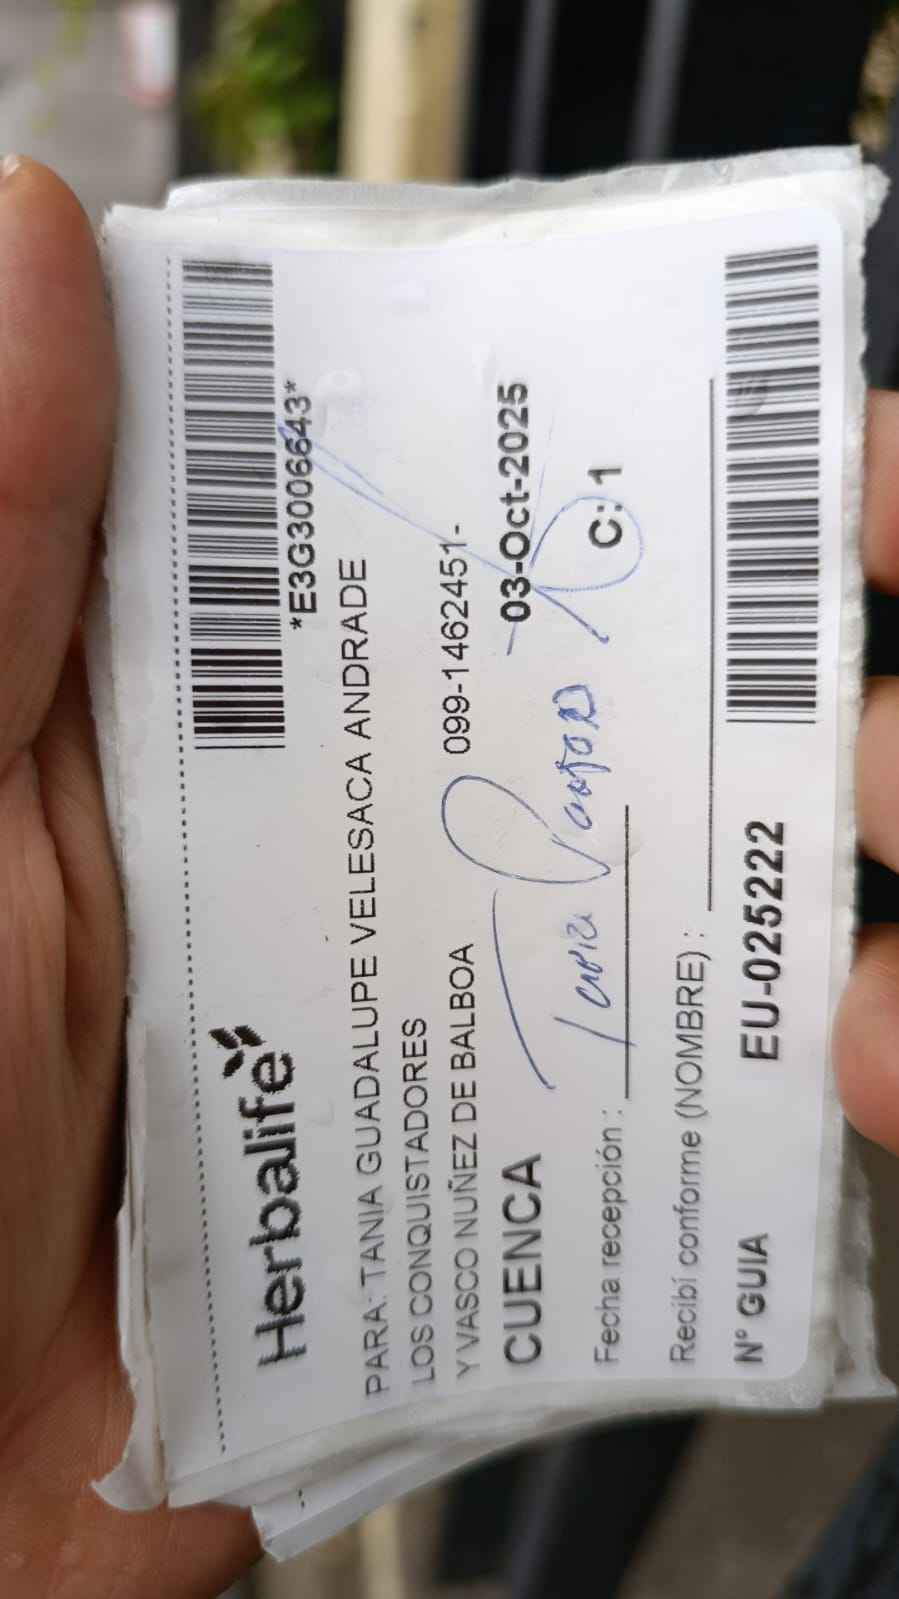 Herbalife
*E3G3006643*
PARA: TANIA GUADALUPE VELESACA ANDRADE
LOS CONQUISTADORES
Y VASCO NUÑEZ DE BALBOA 099-1462451-
CUENCA 03-Oct-2025
Fecha recepción : C: 1
Recibí conforme (NOMBRE) :
N° GUIA EU-025222